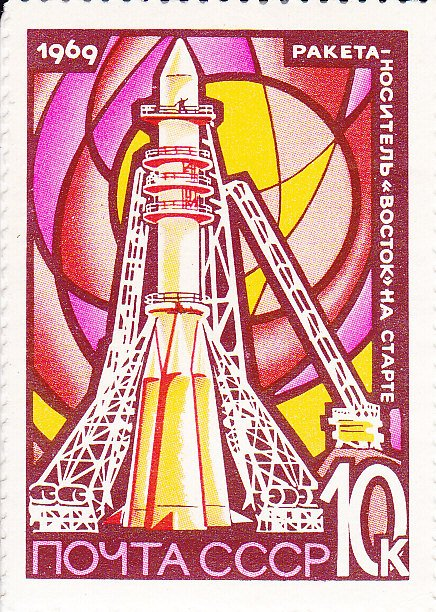 1969
РАКЕТА-
НОСИТЕЛЬ «ВОСТОК» НА СТАРТЕ
10К
ПОЧТА СССР